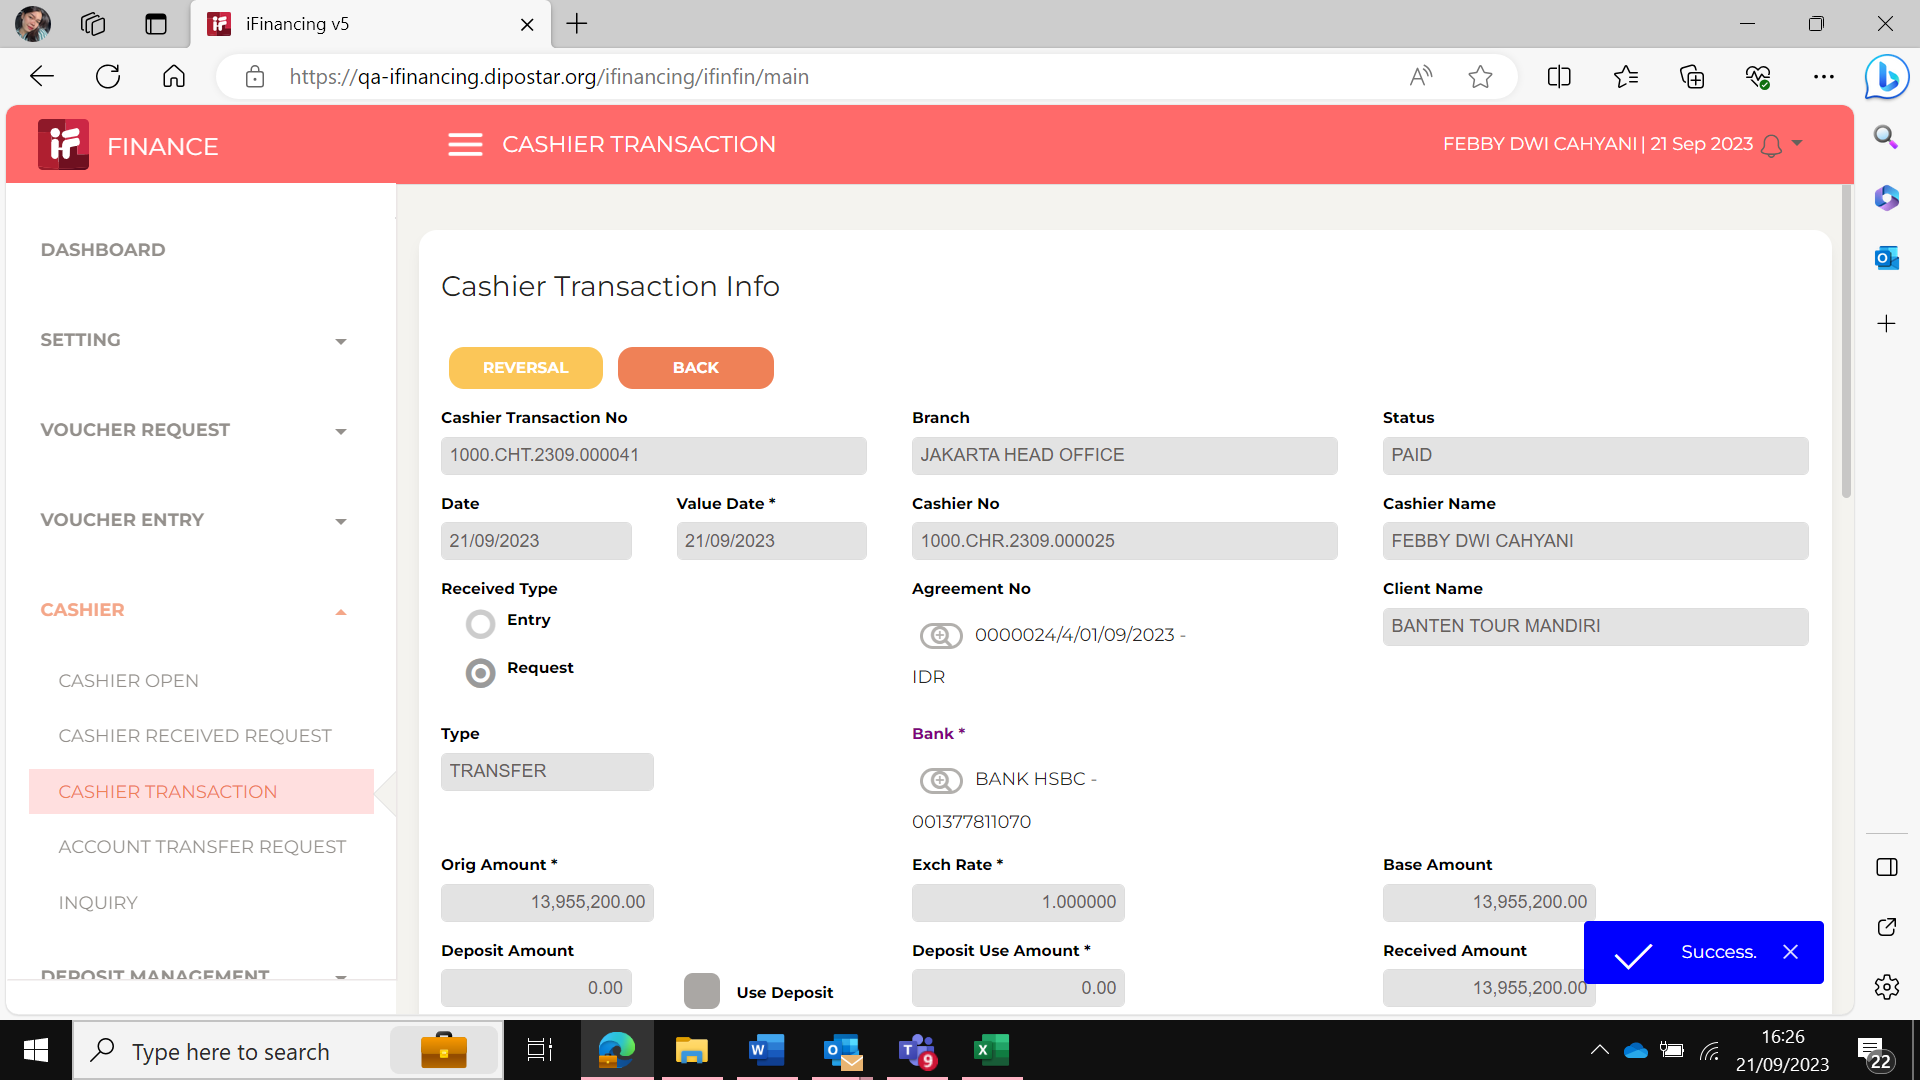 iFinancing v5
https://qa-ifinancing.dipostar.org/ifinancing/ifinfin/main
iF FINANCE
CASHIER TRANSACTION
FEBBY DWI CAHYANI | 21 Sep 2023
DASHBOARD
SETTING
VOUCHER REQUEST
VOUCHER ENTRY
CASHIER
CASHIER OPEN
CASHIER RECEIVED REQUEST
CASHIER TRANSACTION
ACCOUNT TRANSFER REQUEST
INQUIRY
DEPOSIT MANAGEMENT
Cashier Transaction Info
REVERSAL BACK
Cashier Transaction No Branch Status
1000.CHT.2309.000041 JAKARTA HEAD OFFICE PAID
Date Value Date * Cashier No Cashier Name
21/09/2023 21/09/2023 1000.CHR.2309.000025 FEBBY DWI CAHYANI
Received Type Agreement No Client Name
Entry
0000024/4/01/09/2023 - BANTEN TOUR MANDIRI
Request
IDR
Type Bank *
TRANSFER BANK HSBC -
001377811070
Orig Amount * Exch Rate * Base Amount
13,955,200.00 1.000000 13,955,200.00
Deposit Amount Deposit Use Amount * Received Amount
0.00 Use Deposit 0.00 13,955,200.00
Success.
Type here to search
9
16:26
21/09/2023
22